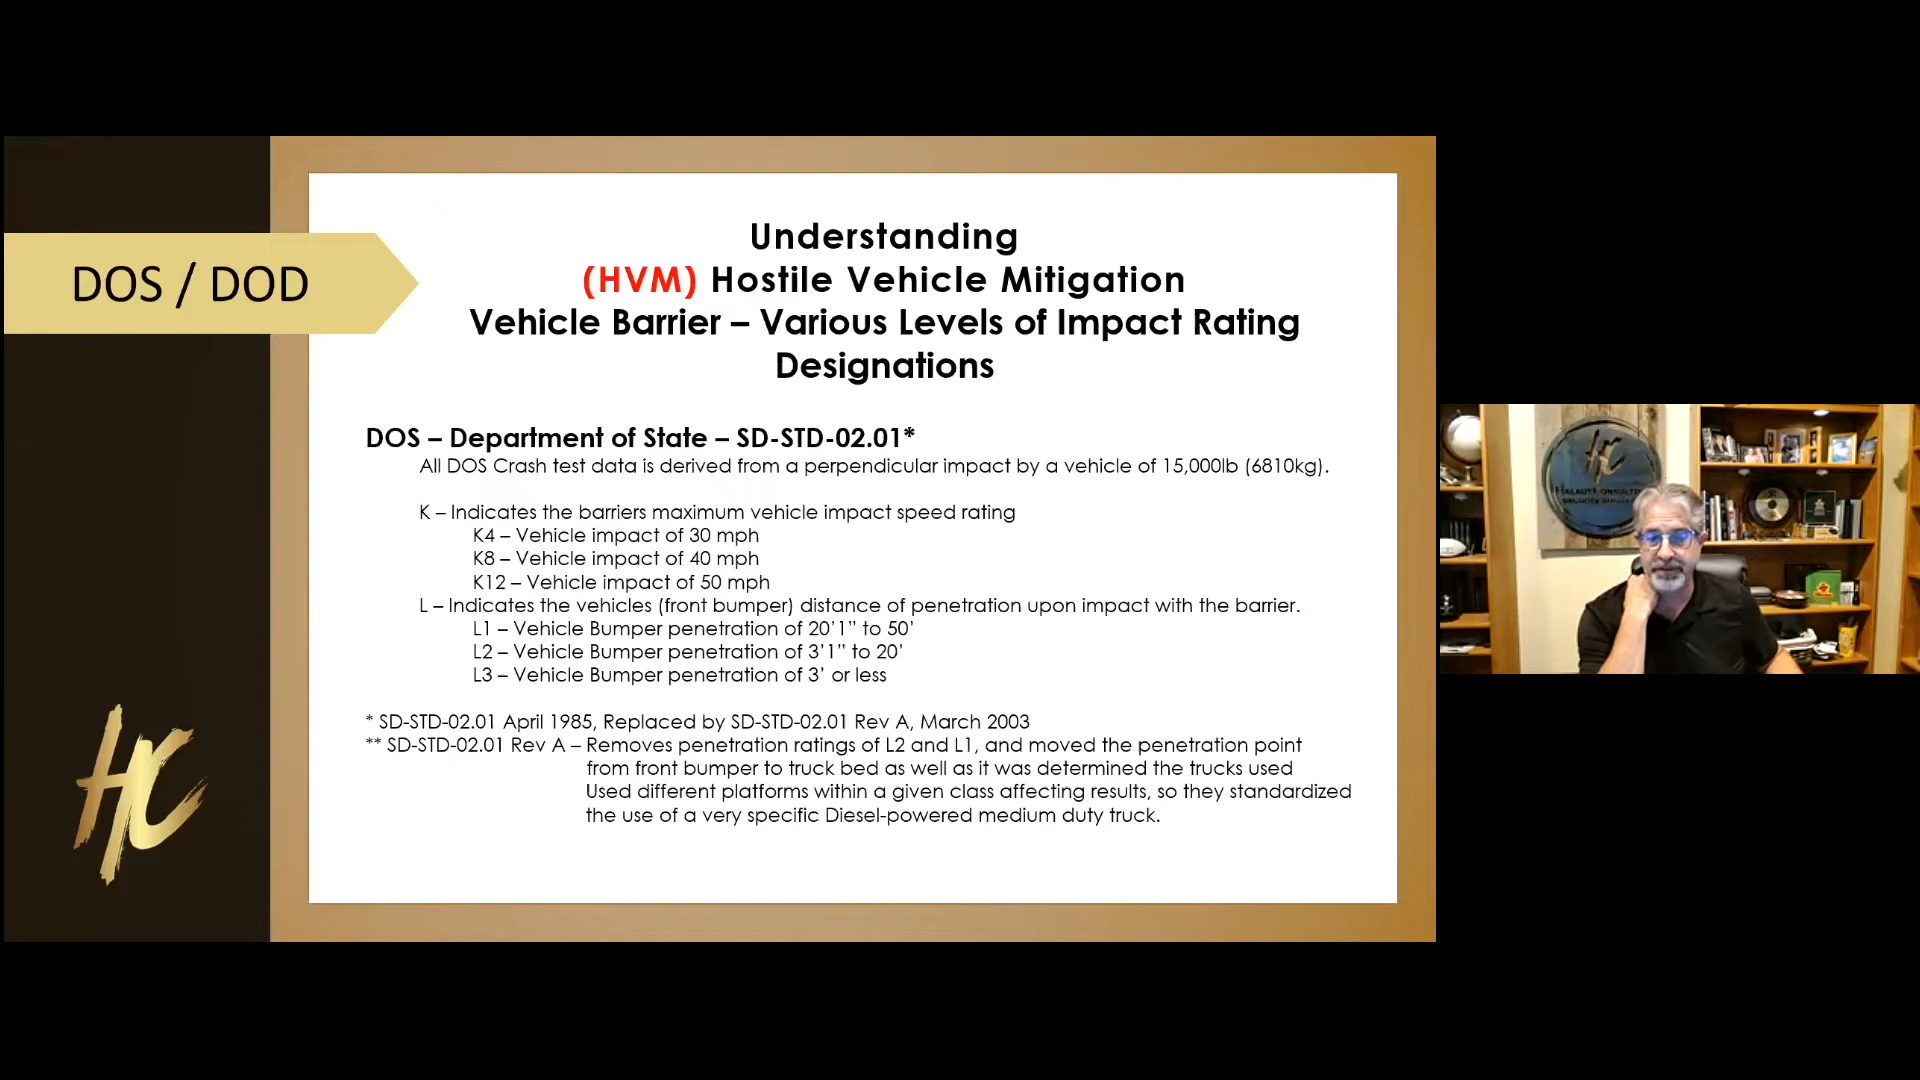 DOS / DOD
Understanding
(HVM) Hostile Vehicle Mitigation
Vehicle Barrier – Various Levels of Impact Rating
Designations
DOS – Department of State – SD-STD-02.01*
All DOS Crash test data is derived from a perpendicular impact by a vehicle of 15,000lb (6810kg).
K – Indicates the barriers maximum vehicle impact speed rating
K4 – Vehicle impact of 30 mph
K8 – Vehicle impact of 40 mph
K12 – Vehicle impact of 50 mph
L – Indicates the vehicles (front bumper) distance of penetration upon impact with the barrier.
L1 – Vehicle Bumper penetration of 20’1” to 50’
L2 – Vehicle Bumper penetration of 3’1” to 20’
L3 – Vehicle Bumper penetration of 3’ or less
* SD-STD-02.01 April 1985, Replaced by SD-STD-02.01 Rev A, March 2003
** SD-STD-02.01 Rev A – Removes penetration ratings of L2 and L1, and moved the penetration point
from front bumper to truck bed as well as it was determined the trucks used
Used different platforms within a given class affecting results, so they standardized
the use of a very specific Diesel-powered medium duty truck.
HC
HC